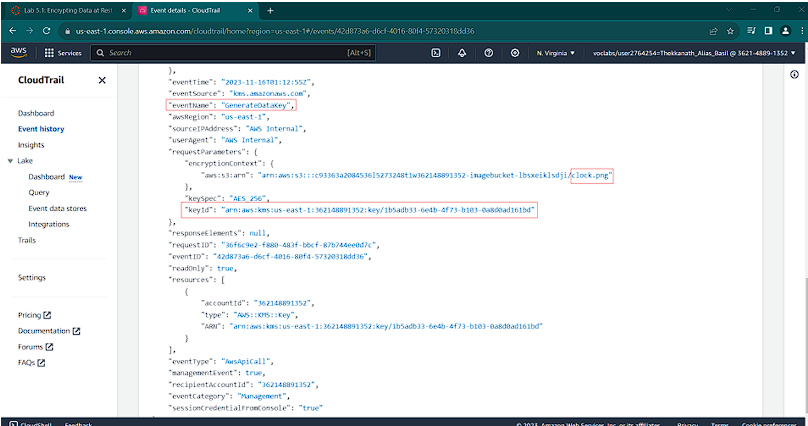 Lab 5.1: Encrypting Data at Res
Event details - CloudTrail
us-east-1.console.aws.amazon.com/cloudtrail/home?region=us-east-1#/events/42d873a6-d6cf-4016-80f4-57320318dd36
aws
Services
Search
[Alt+S]
N. Virginia
voclabs/user2764254=Thekkanath_Alias_Basil @ 3621-4889-1352
CloudTrail
Dashboard
Event history
Insights
Lake
Dashboard New
Query
Event data stores
Integrations
Trails
Settings
Pricing
Documentation
Forums
FAQs
},
"eventTime": "2023-11-16T01:12:55Z",
"eventSource": "kms.amazonaws.com",
"eventName": "GenerateDataKey",
"awsRegion": "us-east-1",
"sourceIPAddress": "AWS Internal",
"userAgent": "AWS Internal",
"requestParameters": {
"encryptionContext": {
"aws:s3:arn": "arn:aws:s3:::c93363a2084536l5273248t1w362148891352-imagebucket-lbsxeiklsdji/clock.png"
},
"keySpec": "AES_256",
"keyId": "arn:aws:kms:us-east-1:362148891352:key/1b5adb33-6e4b-4f73-b103-0a8d0ad161bd"
},
"responseElements": null,
"requestID": "36f6c9e2-f880-483f-bbcf-87b744ee0d7c",
"eventID": "42d873a6-d6cf-4016-80f4-57320318dd36",
"readOnly": true,
"resources": [
{
"accountId": "362148891352",
"type": "AWS::KMS::Key",
"ARN": "arn:aws:kms:us-east-1:362148891352:key/1b5adb33-6e4b-4f73-b103-0a8d0ad161bd"
}
],
"eventType": "AwsApiCall",
"managementEvent": true,
"recipientAccountId": "362148891352",
"eventCategory": "Management",
"sessionCredentialFromConsole": "true"
CloudShell
Feedback
© 2023, Amazon Web Services, Inc. or its affiliates.
Privacy
Terms
Cookie preferences